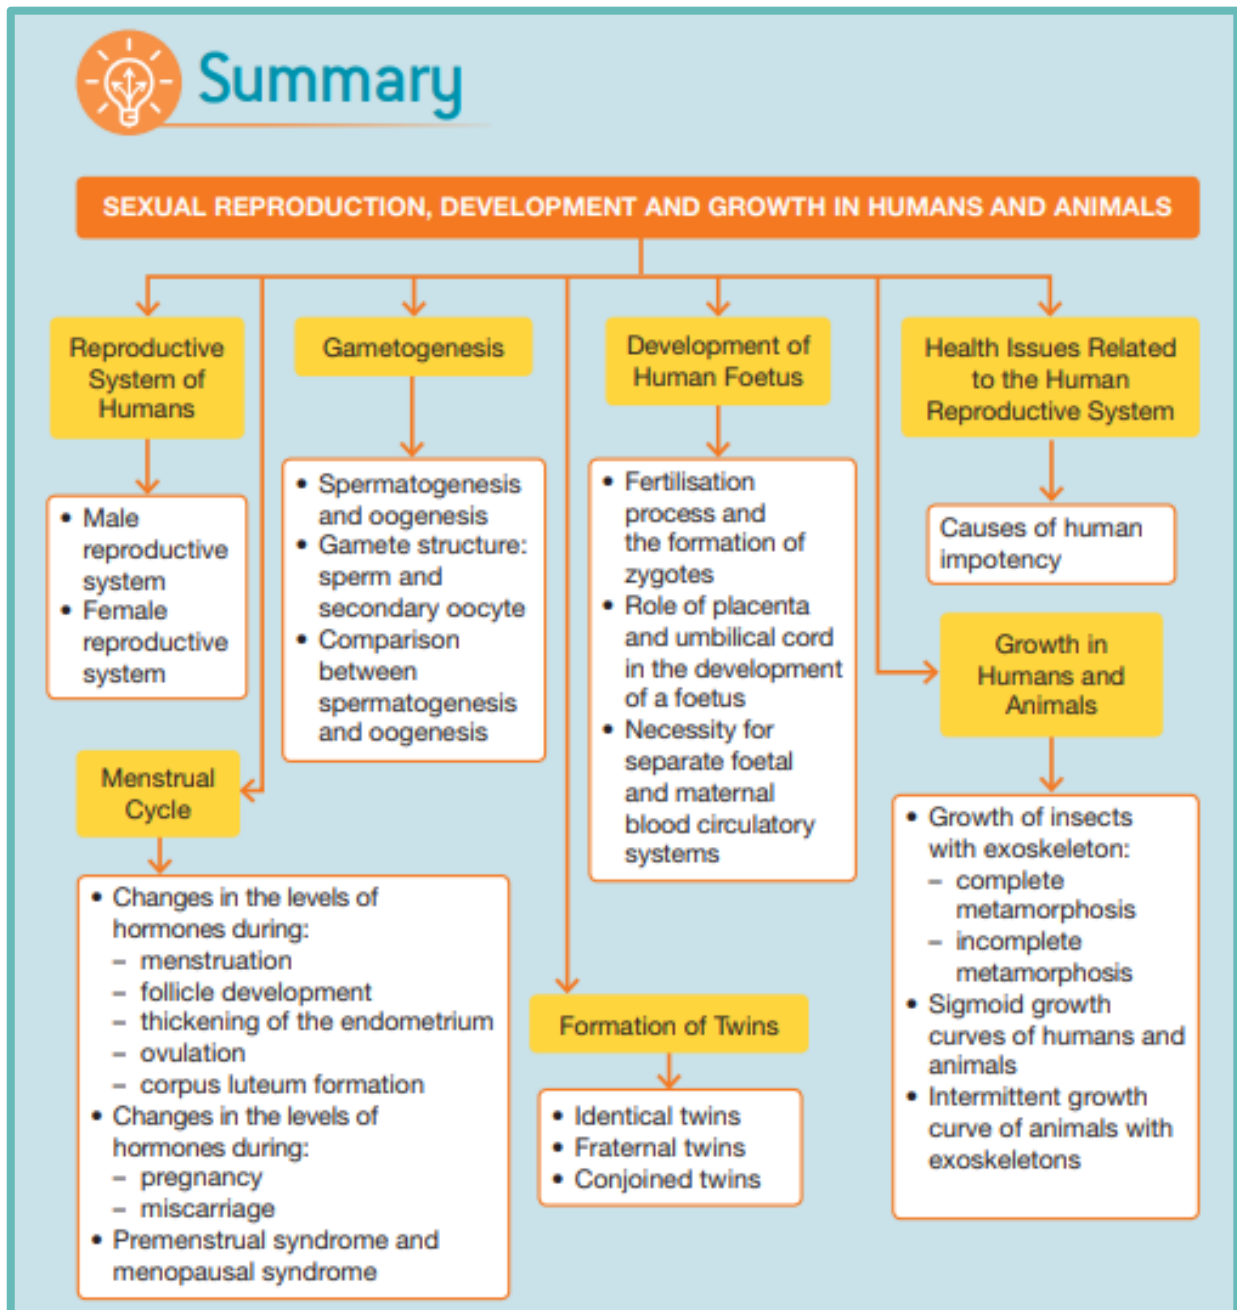 Summary
SEXUAL REPRODUCTION, DEVELOPMENT AND GROWTH IN HUMANS AND ANIMALS
Reproductive
System of
Humans
• Male
reproductive
system
• Female
reproductive
system
Menstrual
Cycle
• Changes in the levels of
hormones during:
– menstruation
– follicle development
– thickening of the endometrium
– ovulation
– corpus luteum formation
• Changes in the levels of
hormones during:
– pregnancy
– miscarriage
• Premenstrual syndrome and
menopausal syndrome
Gametogenesis
• Spermatogenesis
and oogenesis
• Gamete structure:
sperm and
secondary oocyte
• Comparison
between
spermatogenesis
and oogenesis
Development of
Human Foetus
• Fertilisation
process and
the formation of
zygotes
• Role of placenta
and umbilical cord
in the development
of a foetus
• Necessity for
separate foetal
and maternal
blood circulatory
systems
Formation of Twins
• Identical twins
• Fraternal twins
• Conjoined twins
Health Issues Related
to the Human
Reproductive System
Causes of human
impotency
Growth in
Humans and
Animals
• Growth of insects
with exoskeleton:
– complete
metamorphosis
– incomplete
metamorphosis
• Sigmoid growth
curves of humans and
animals
• Intermittent growth
curve of animals with
exoskeletons